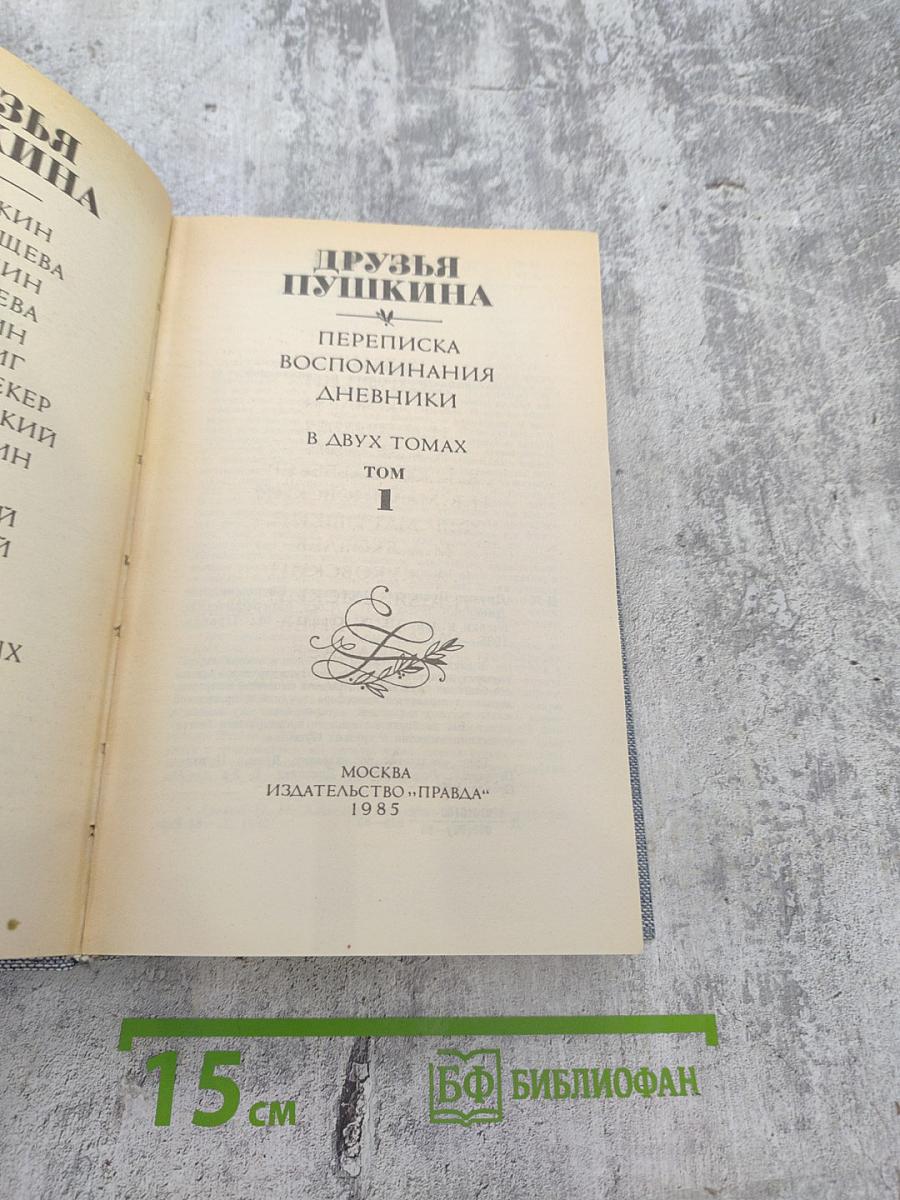 ДРУЗЬЯ
ПУШКИНА
ПЕРЕПИСКА
ВОСПОМИНАНИЯ
ДНЕВНИКИ
В ДВУХ ТОМАХ
ТОМ
1
МОСКВА
ИЗДАТЕЛЬСТВО „ПРАВДА“
1985
15 см
БФ БИБЛИОФАН